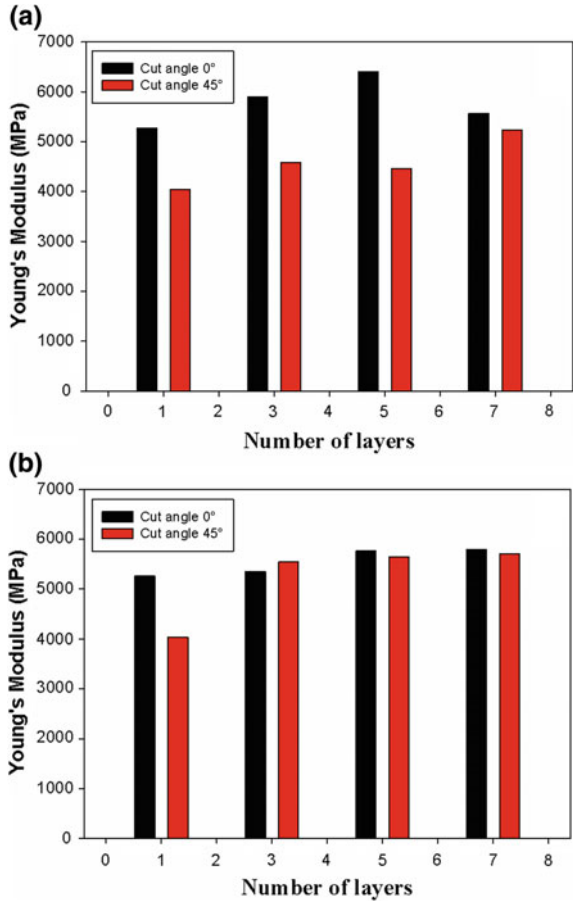 (a)
7000
6000
5000
4000
3000
2000
1000
0
Young's Modulus (MPa)
Cut angle 0°
Cut angle 45°
0 1 2 3 4 5 6 7 8
Number of layers
(b)
7000
6000
5000
4000
3000
2000
1000
0
Young's Modulus (MPa)
Cut angle 0°
Cut angle 45°
0 1 2 3 4 5 6 7 8
Number of layers